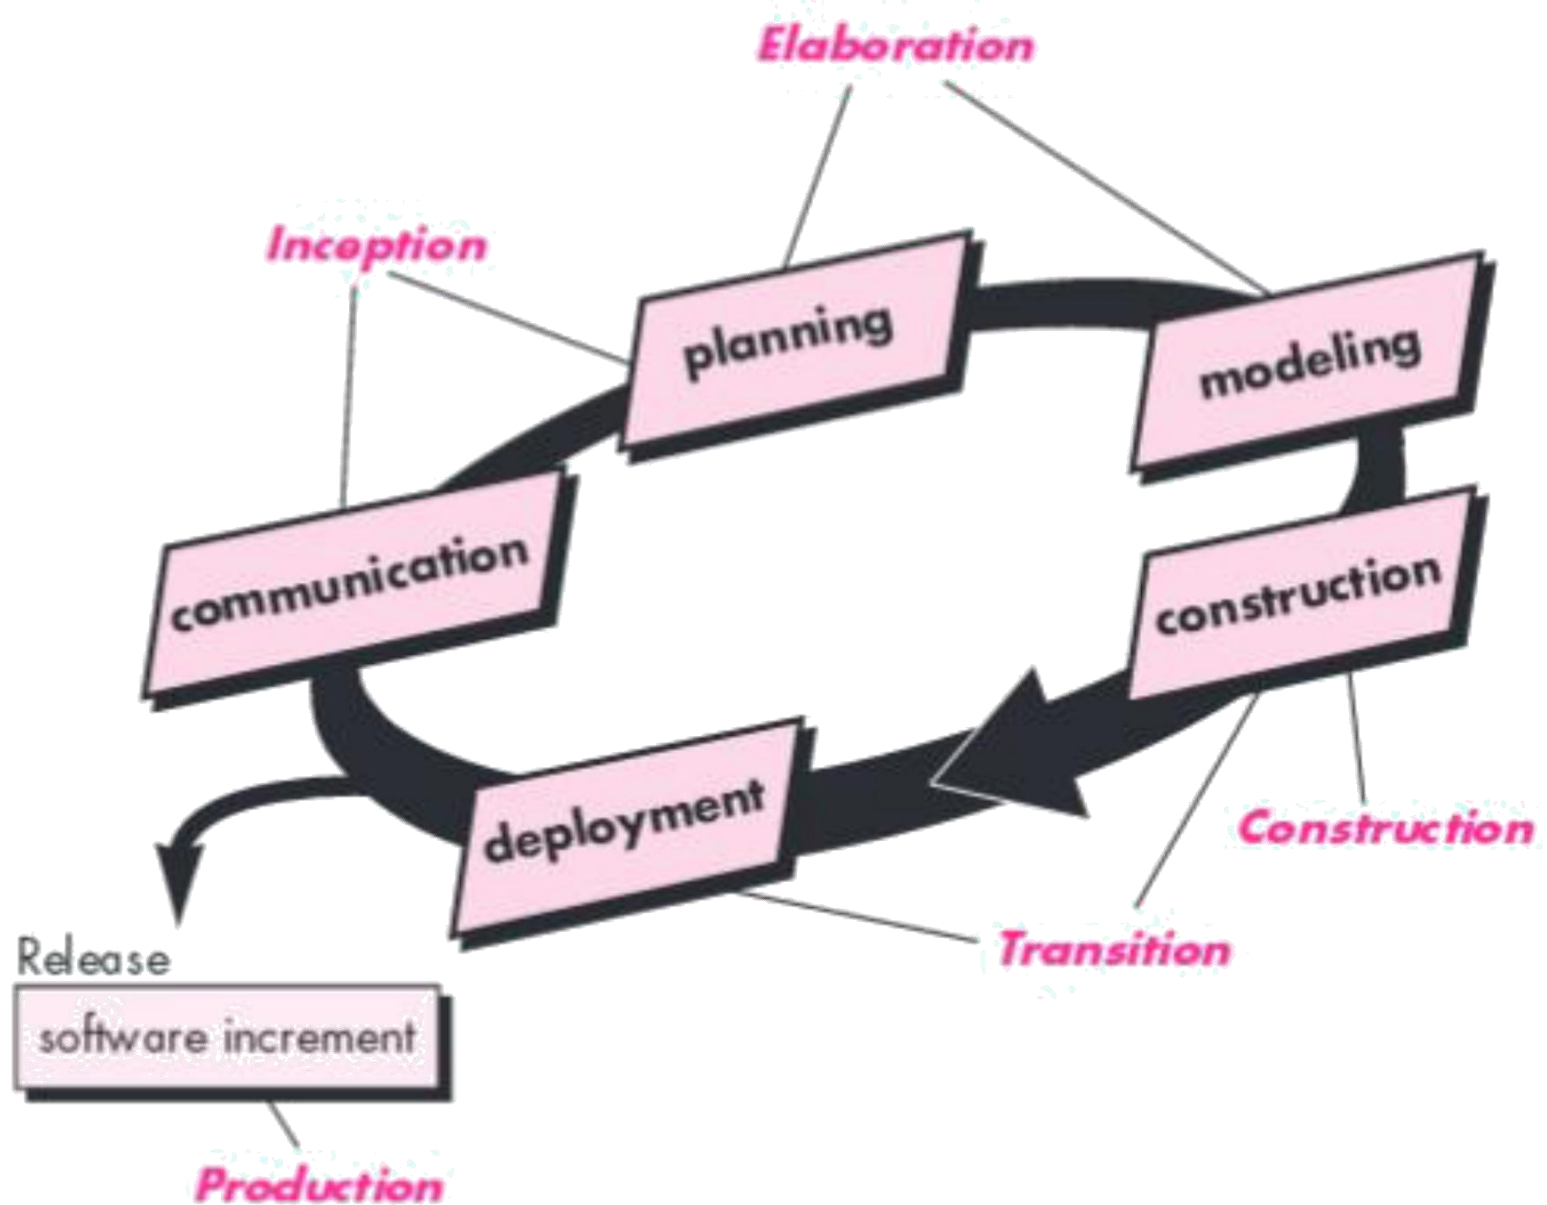 Elaboration
Inception
planning
modeling
communication
construction
deployment
Construction
Transition
Release
software increment
Production